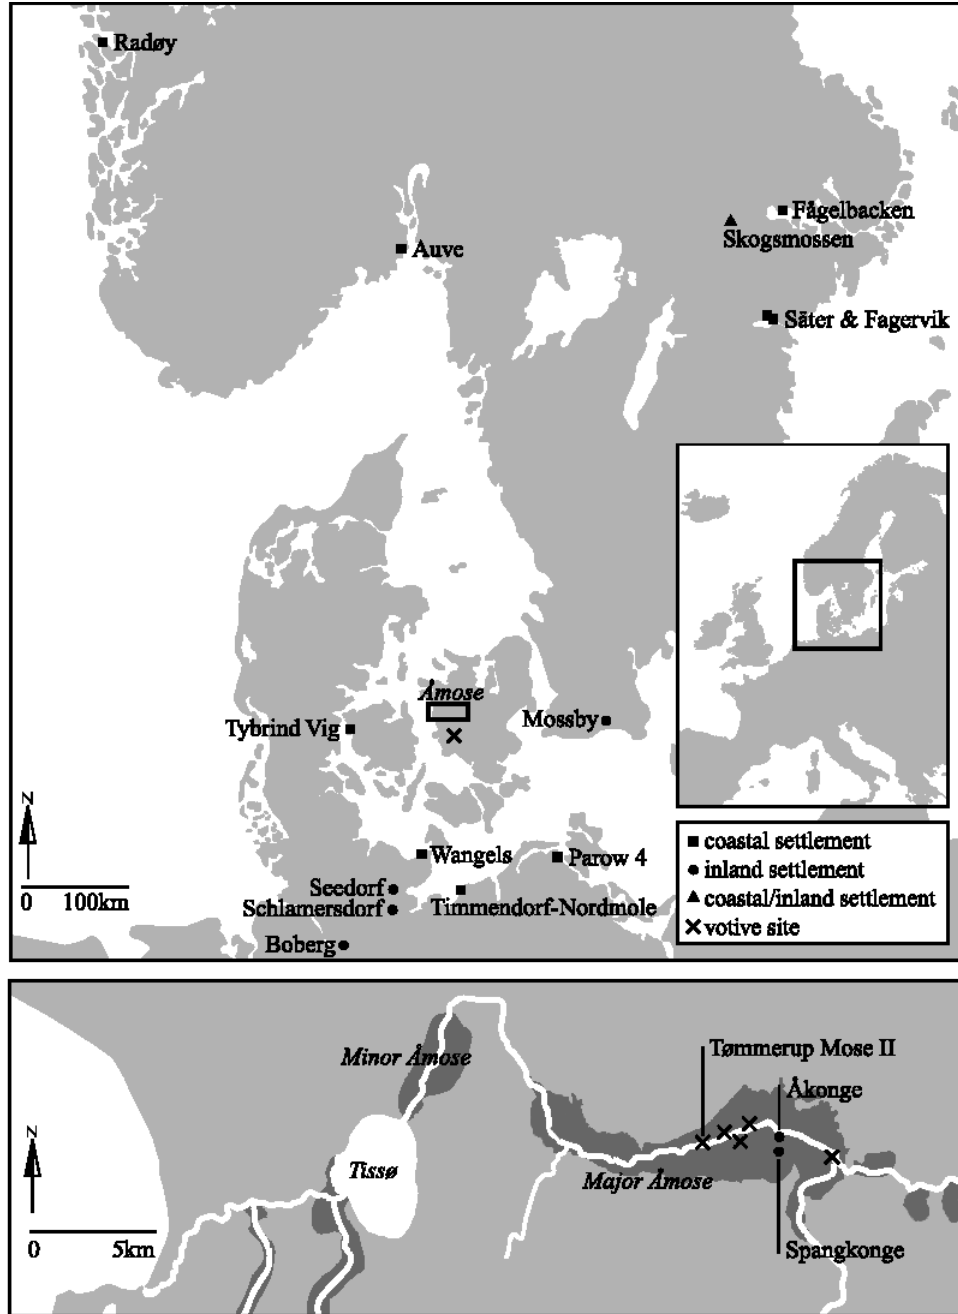 Radøy
Fågelbacken
Skogsmossen
Auve
Säter & Fagervik
Åmose
Tybrind Vig
Mossby
N
0 100km
Wangels
Parow 4
Seedorf
Schlamersdorf
Timmendorf-Nordmole
Boberg
coastal settlement
inland settlement
coastal/inland settlement
votive site
Tømmerup Mose II
Minor Åmose
Åkonge
N
Tissø
Major Åmose
0 5km
Spangkonge